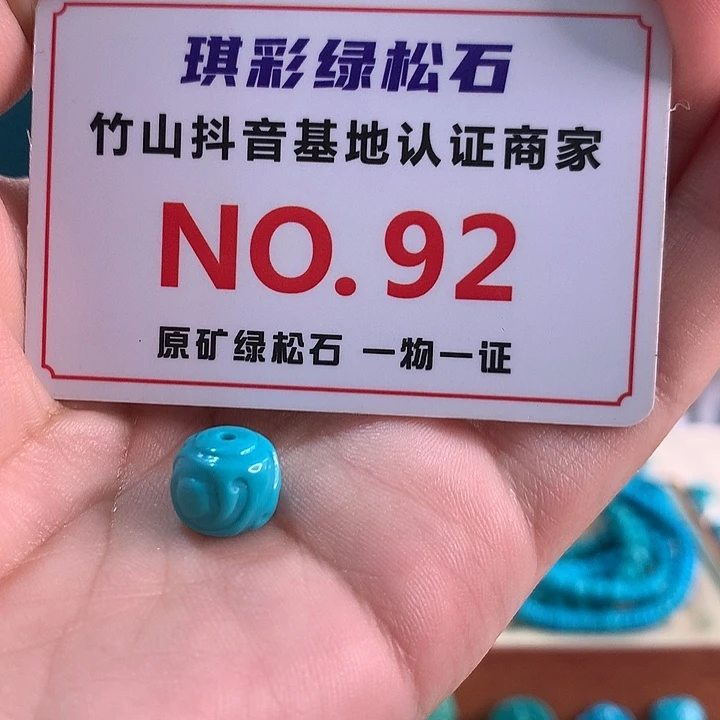 琪彩绿松石
竹山抖音基地认证商家
NO. 92
原矿绿松石 一物一证